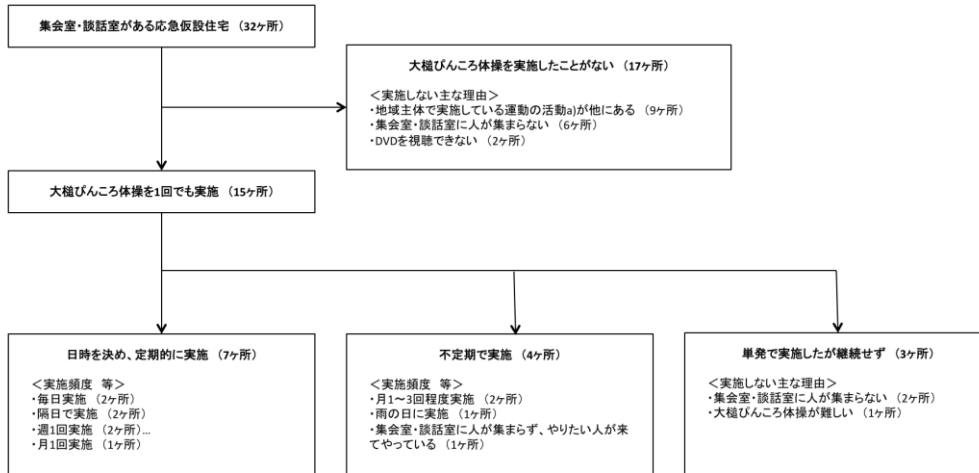 集会室・談話室がある応急仮設住宅（32ヶ所）
大槌ぴんころ体操を実施したことがない（17ヶ所）
＜実施しない主な理由＞
・地域主体で実施している運動の活動a)が他にある（9ヶ所）
・集会室・談話室に人が集まらない（6ヶ所）
・DVDを視聴できない（2ヶ所）
大槌ぴんころ体操を1回でも実施（15ヶ所）
日時を決め、定期的に実施（7ヶ所）
＜実施頻度 等＞
・毎日実施（2ヶ所）
・隔日で実施（2ヶ所）
・週1回実施（2ヶ所）…
・月1回実施（1ヶ所）
不定期で実施（4ヶ所）
＜実施頻度 等＞
・月1～3回程度実施（2ヶ所）
・雨の日に実施（1ヶ所）
・集会室・談話室に人が集まらず、やりたい人が来
てやっている（1ヶ所）
単発で実施したが継続せず（3ヶ所）
＜実施しない主な理由＞
・集会室・談話室に人が集まらない（2ヶ所）
・大槌ぴんころ体操が難しい（1ヶ所）